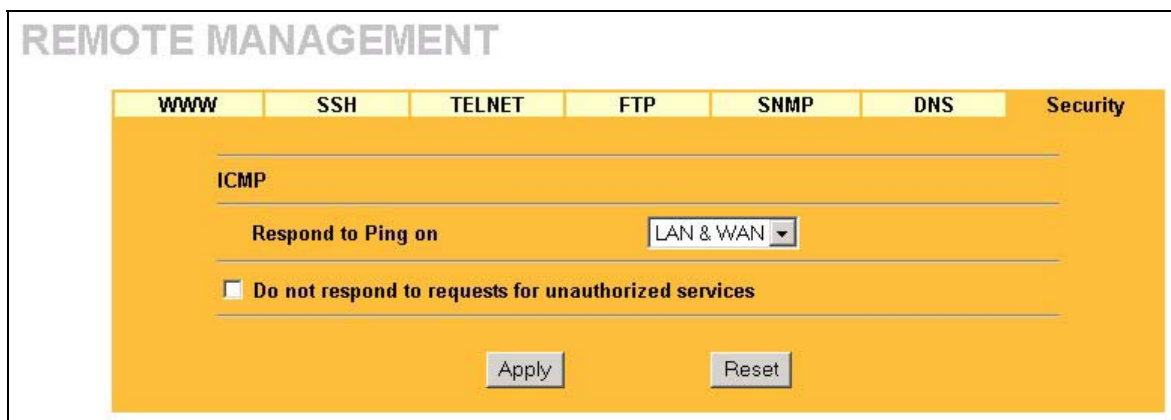 REMOTE MANAGEMENT
WWW SSH TELNET FTP SNMP DNS Security
ICMP
Respond to Ping on LAN & WAN
Do not respond to requests for unauthorized services
Apply Reset